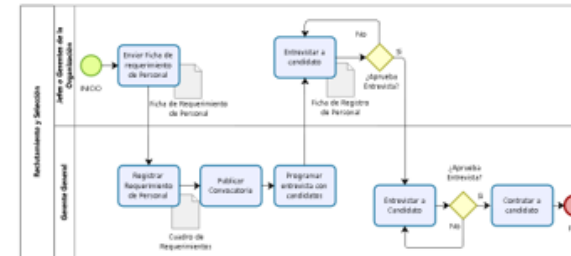 Reclutamiento y Selección
Jefes o Gerentes de la
Organización
INICIO
Enviar Ficha de
requerimiento
de Personal
Ficha de Requerimiento
de Personal
Entrevistar a
candidato
Ficha de Registro
de Personal
No
Si
¿Aprueba
Entrevista?
Gerente General
Registrar
Requerimiento
de Personal
Cuadro de
Requerimientos
Publicar
Convocatoria
Programar
entrevista con
candidatos
Entrevistar a
Candidato
¿Aprueba
Entrevista?
Si
No
Contratar a
candidato